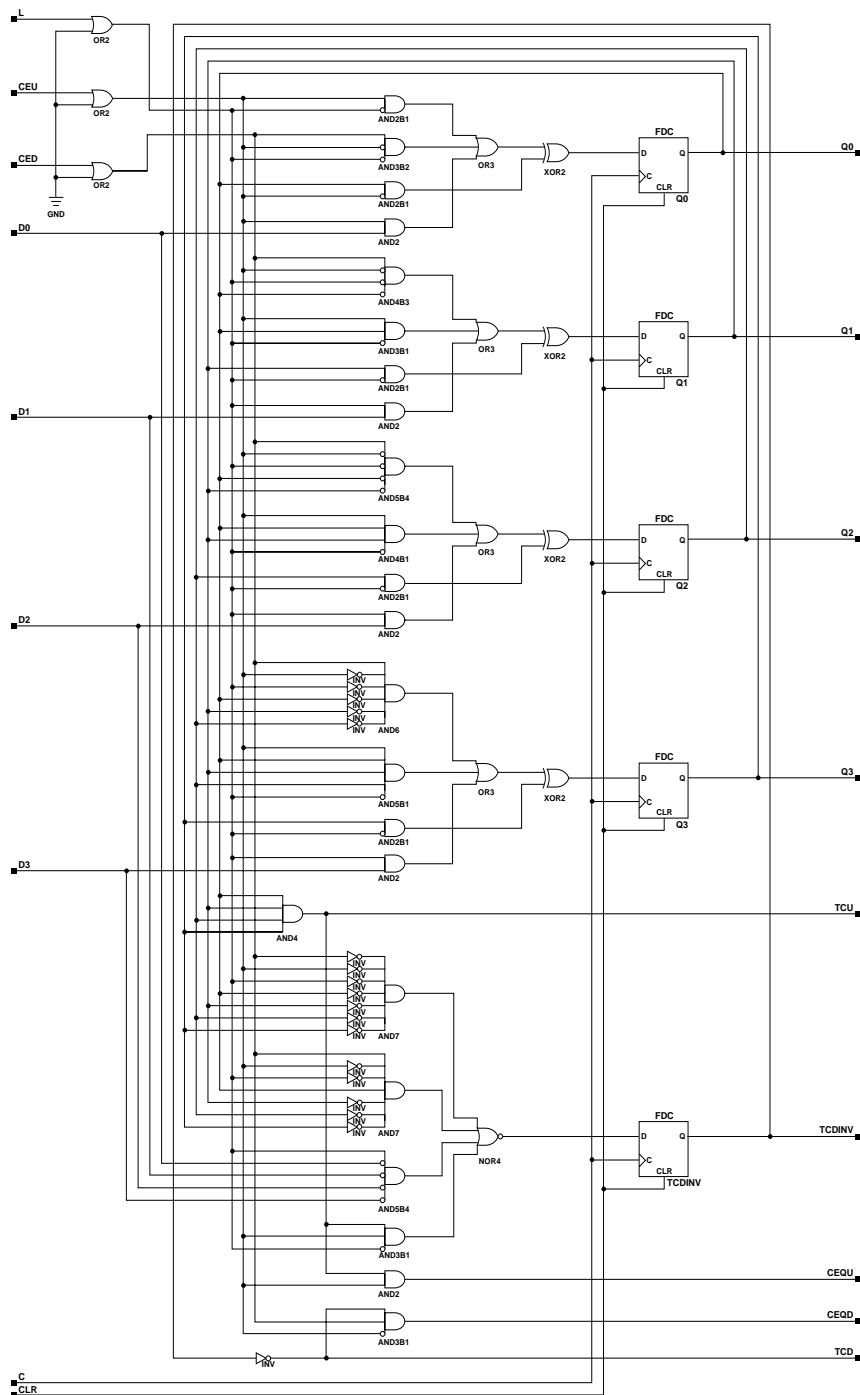 L
OR2
CEU
OR2
AND2B1
FDC
CED
OR2
AND3B2
OR3
XOR2
D
Q
Q0
C
CLR
Q0
GND
AND2B1
D0
AND2
AND4B3
FDC
AND3B1
OR3
XOR2
D
Q
Q1
C
CLR
Q1
AND2B1
D1
AND2
AND5B4
FDC
AND4B1
OR3
XOR2
D
Q
Q2
C
CLR
Q2
AND2B1
D2
AND2
INV
INV
INV
INV
INV
AND6
FDC
AND5B1
OR3
XOR2
D
Q
Q3
C
CLR
Q3
AND2B1
D3
AND2
AND4
TCU
INV
INV
INV
INV
INV
INV
INV
AND7
INV
INV
INV
INV
INV
AND7
FDC
NOR4
D
Q
TCDINV
C
CLR
TCDINV
AND5B4
AND3B1
AND2
CEQU
AND3B1
CEQD
INV
TCD
C
CLR